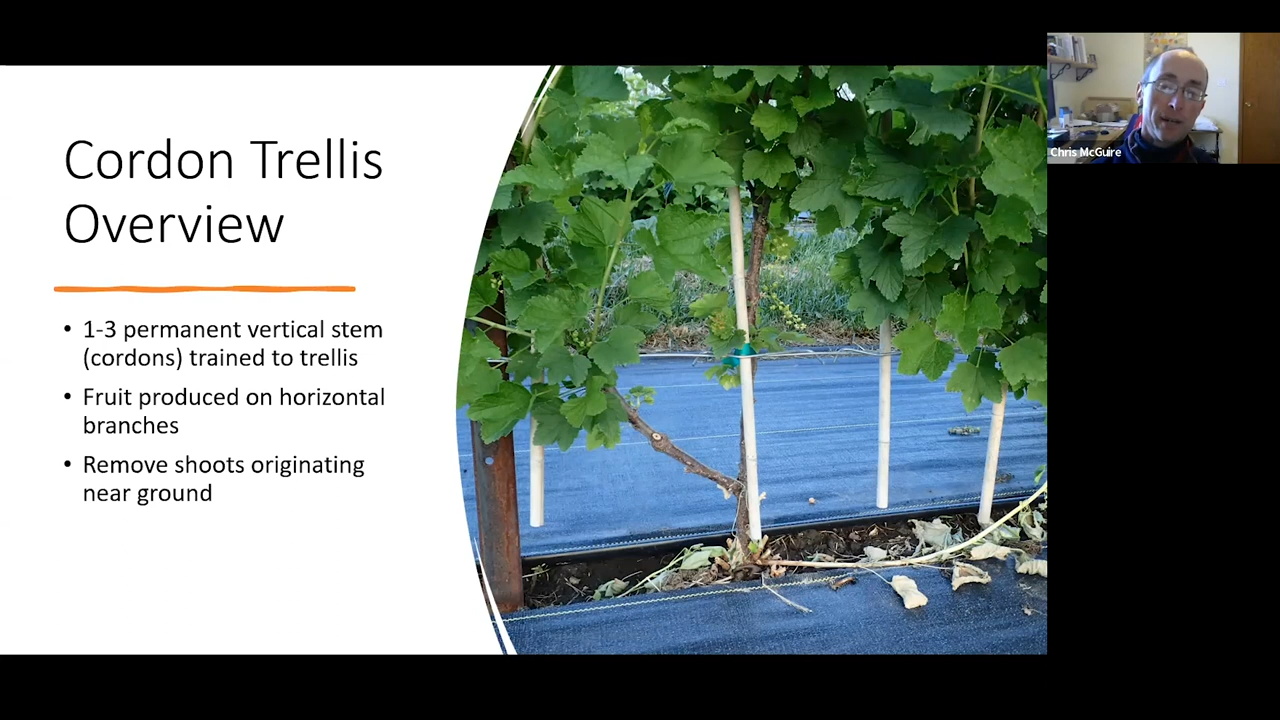 Cordon Trellis
Overview
• 1-3 permanent vertical stem
(cordons) trained to trellis
• Fruit produced on horizontal
branches
• Remove shoots originating
near ground
Chris McGuire